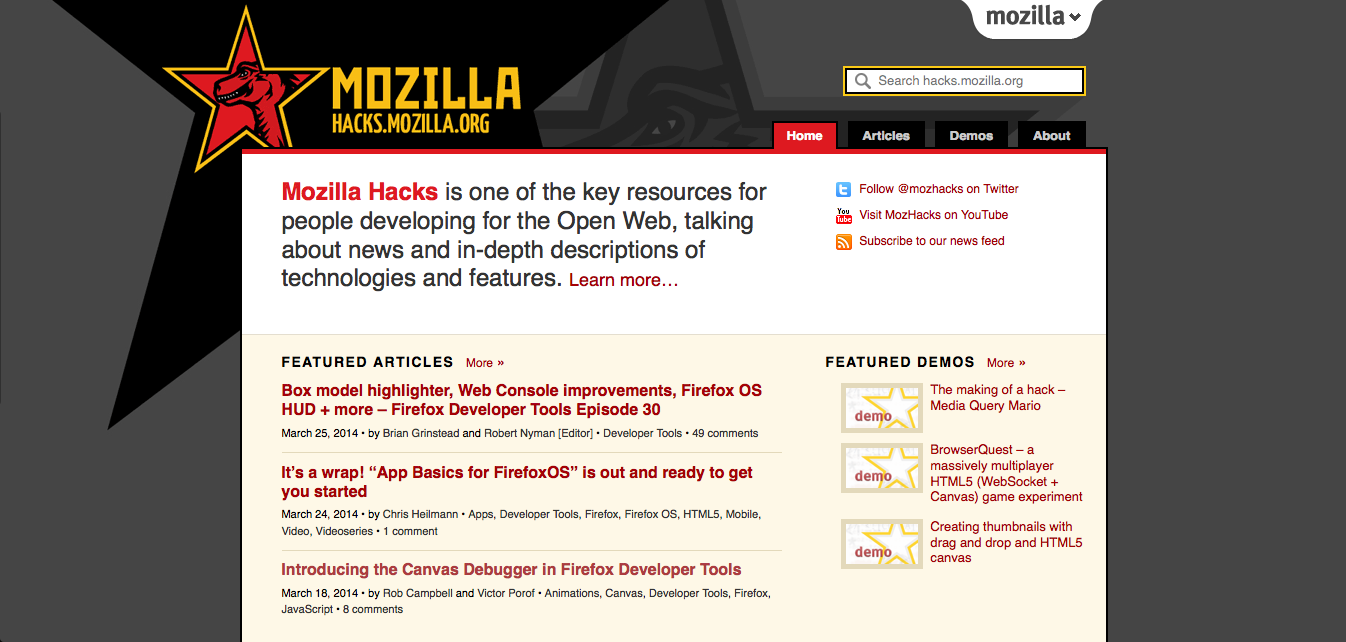 mozilla
MOZILLA
HACKS.MOZILLA.ORG
Search hacks.mozilla.org
Home
Articles
Demos
About
Mozilla Hacks is one of the key resources for
people developing for the Open Web, talking
about news and in-depth descriptions of
technologies and features. Learn more…
Follow @mozhacks on Twitter
You
Tube
Visit MozHacks on YouTube
Subscribe to our news feed
FEATURED ARTICLES More »
Box model highlighter, Web Console improvements, Firefox OS
HUD + more – Firefox Developer Tools Episode 30
March 25, 2014 • by Brian Grinstead and Robert Nyman [Editor] • Developer Tools • 49 comments
It’s a wrap! “App Basics for FirefoxOS” is out and ready to get
you started
March 24, 2014 • by Chris Heilmann • Apps, Developer Tools, Firefox, Firefox OS, HTML5, Mobile,
Video, Videoseries • 1 comment
Introducing the Canvas Debugger in Firefox Developer Tools
March 18, 2014 • by Rob Campbell and Victor Porof • Animations, Canvas, Developer Tools, Firefox,
JavaScript • 8 comments
FEATURED DEMOS More »
demo
The making of a hack –
Media Query Mario
demo
BrowserQuest – a
massively multiplayer
HTML5 (WebSocket +
Canvas) game experiment
demo
Creating thumbnails with
drag and drop and HTML5
canvas